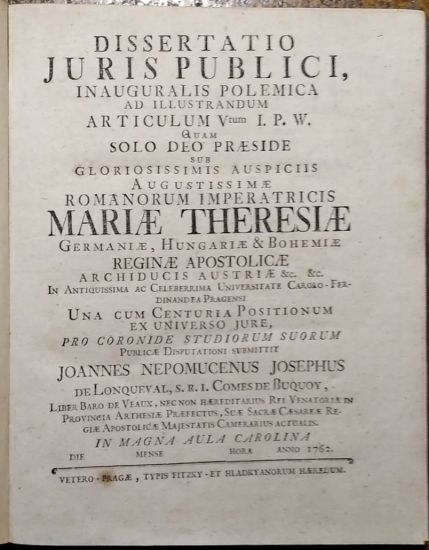 DISSERTATIO
JURIS PUBLICI,
INAUGURALIS POLEMICA
AD ILLUSTRANDUM
ARTICULUM Vtum I. P. W.
QUAM
SOLO DEO PRÆSIDE
SUB
GLORIOSISSIMIS AUSPICIIS
AUGUSTISSIMÆ
ROMANORUM IMPERATRICIS
MARIÆ THERESIÆ
GERMANIÆ, HUNGARIÆ & BOHEMIÆ
REGINÆ APOSTOLICÆ
ARCHIDUCIS AUSTRIÆ &c. &c.
IN ANTIQUISSIMA AC CELEBERRIMA UNIVERSITATE CAROLO-FER-
DINANDEA PRAGENSI
UNA CUM CENTURIA POSITIONUM
EX UNIVERSO JURE,
PRO CORONIDE STUDIORUM SUORUM
PUBLICÆ DISPUTATIONI SUBMITTIT
JOANNES NEPOMUCENUS JOSEPHUS
DE LONQUEVAL, S. R. I. COMES DE BUQUOY,
LIBER BARO DE VEAUX, NEC NON HÆREDITARIUS REI VENATORIÆ IN
PROVINCIA ARTHESIÆ PRÆFECTUS, SUÆ SACRÆ CÆSAREÆ RE-
GIÆ APOSTOLICÆ MAJESTATIS CAMERARIUS ACTUALIS.
IN MAGNA AULA CAROLINA
DIE MENSE HORA ANNO 1762.
VETERO-PRAGÆ, TYPIS FITZKY-ET HLADKYANORUM HÆREDUM.